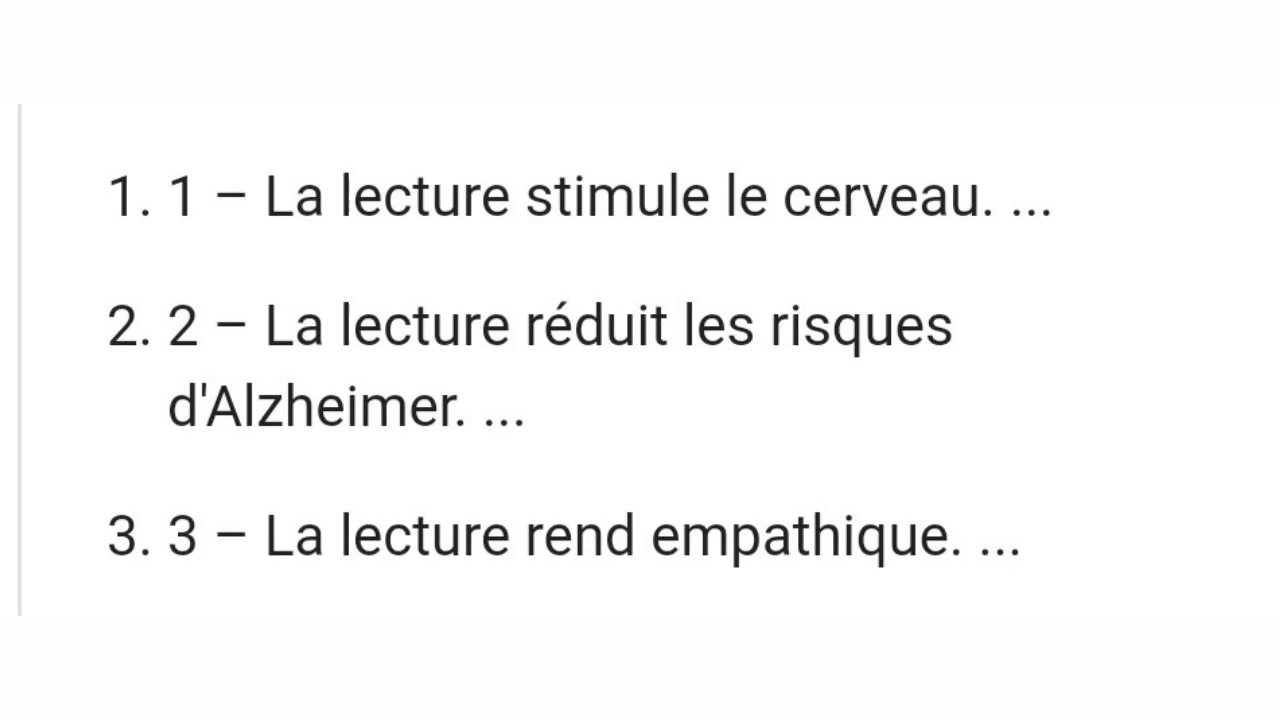 1. 1 – La lecture stimule le cerveau. ...
2. 2 – La lecture réduit les risques
d'Alzheimer. ...
3. 3 – La lecture rend empathique. ...